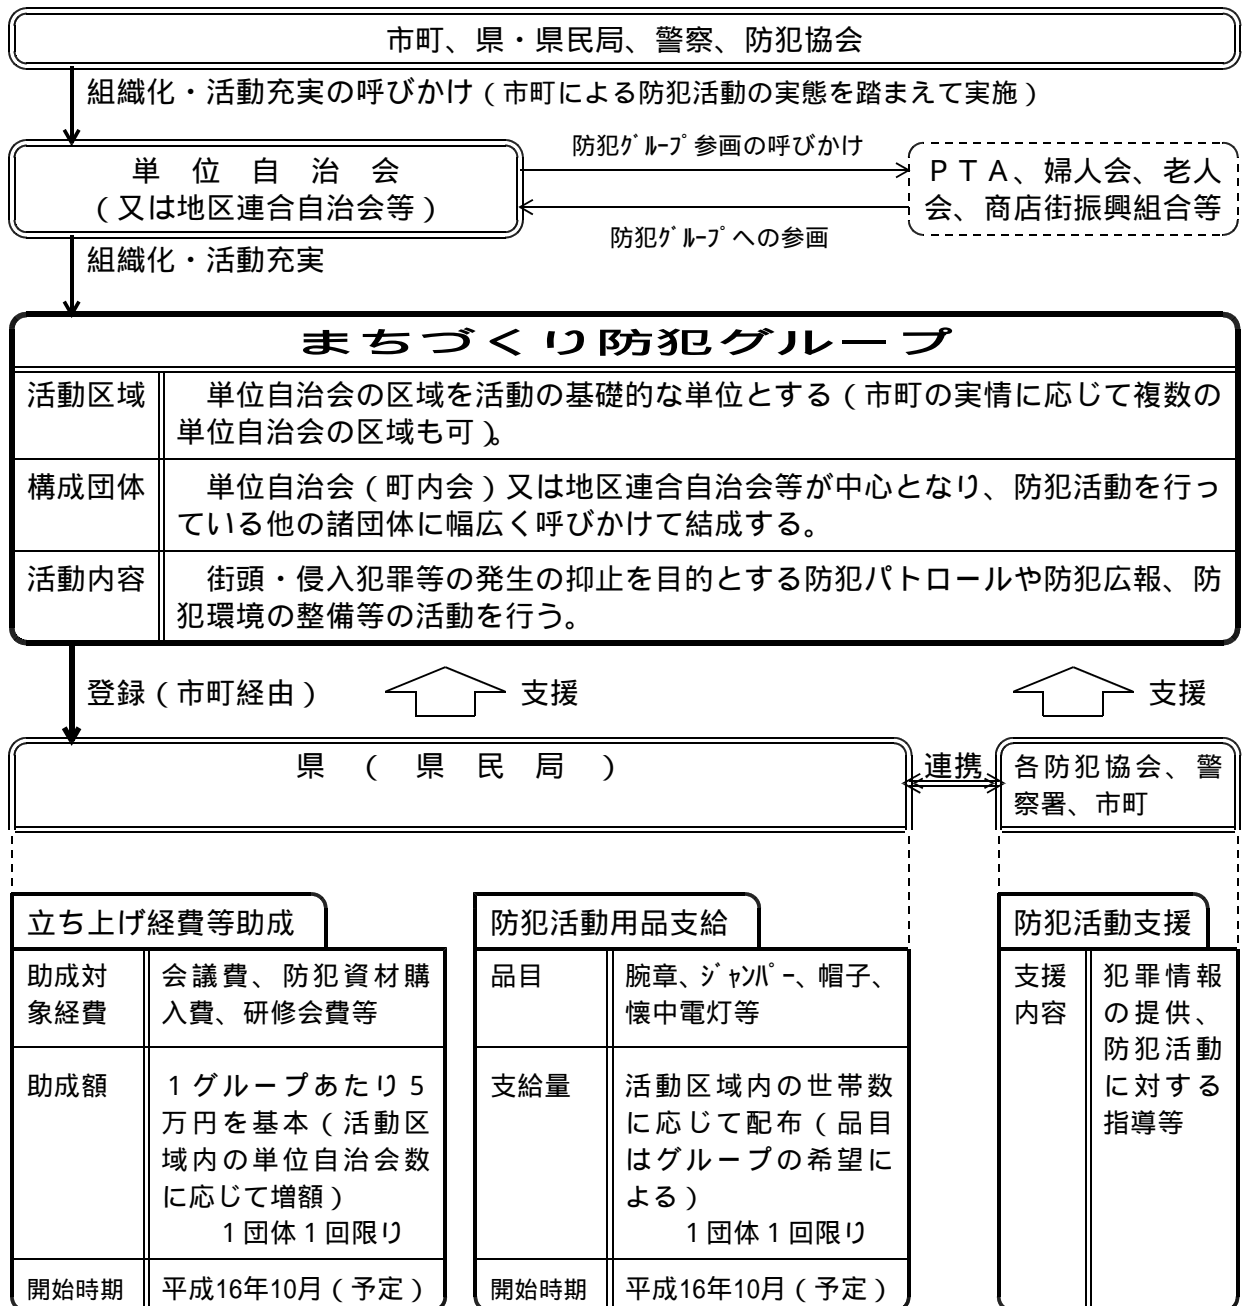 市町、県・県民局、警察、防犯協会
組織化・活動充実の呼びかけ（市町による防犯活動の実態を踏まえて実施）
防犯ｸﾞﾙｰﾌﾟ参画の呼びかけ
単　位　自　治　会
（又は地区連合自治会等）
ＰＴＡ、婦人会、老人
会、商店街振興組合等
防犯ｸﾞﾙｰﾌﾟへの参画
組織化・活動充実
まちづくり防犯グループ
活動区域
単位自治会の区域を活動の基礎的な単位とする（市町の実情に応じて複数の
単位自治会の区域も可）。
構成団体
単位自治会（町内会）又は地区連合自治会等が中心となり、防犯活動を行っ
ている他の諸団体に幅広く呼びかけて結成する。
活動内容
街頭・侵入犯罪等の発生の抑止を目的とする防犯パトロールや防犯広報、防
犯環境の整備等の活動を行う。
登録（市町経由）
支援
支援
県　（　県　民　局　）
連携
各防犯協会、警
察署、市町
立ち上げ経費等助成
助成対
象経費
会議費、防犯資材購
入費、研修会費等
助成額
１グループあたり５
万円を基本（活動区
域内の単位自治会数
に応じて増額）
１団体１回限り
開始時期
平成16年10月（予定）
防犯活動用品支給
品目
腕章、ｼﾞｬﾝﾊﾟｰ、帽子、
懐中電灯等
支給量
活動区域内の世帯数
に応じて配布（品目
はグループの希望に
よる）
１団体１回限り
開始時期
平成16年10月（予定）
防犯活動支援
支援
内容
犯罪情報
の提供、
防犯活動
に対する
指導等